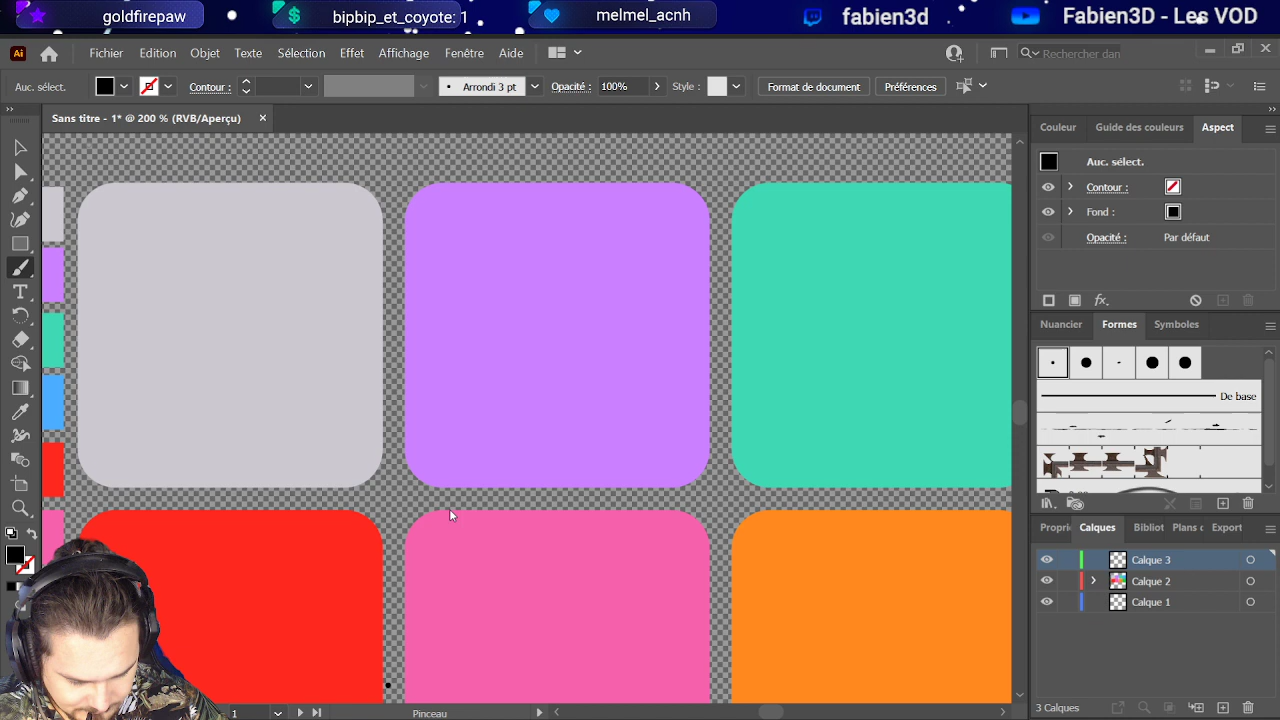 goldfirepaw
bipbip_et_coyote: 1
melmel_acnh
fabien3d
Fabien3D - Les VOD
Ai
Fichier Edition Objet Texte Sélection Effet Affichage Fenêtre Aide
Rechercher dan
Auc. sélect.
Contour :
Arrondi 3 pt
Opacité : 100%
Style :
Format de document
Préférences
Sans titre - 1* @ 200 % (RVB/Aperçu)
Couleur Guide des couleurs Aspect
Auc. sélect.
Contour :
Fond :
Opacité : Par défaut
fx.
Nuancier Formes Symboles
De base
Propri Calques Bibliot Plans c Export
Calque 3
Calque 2
Calque 1
3 Calques
1
Pinceau